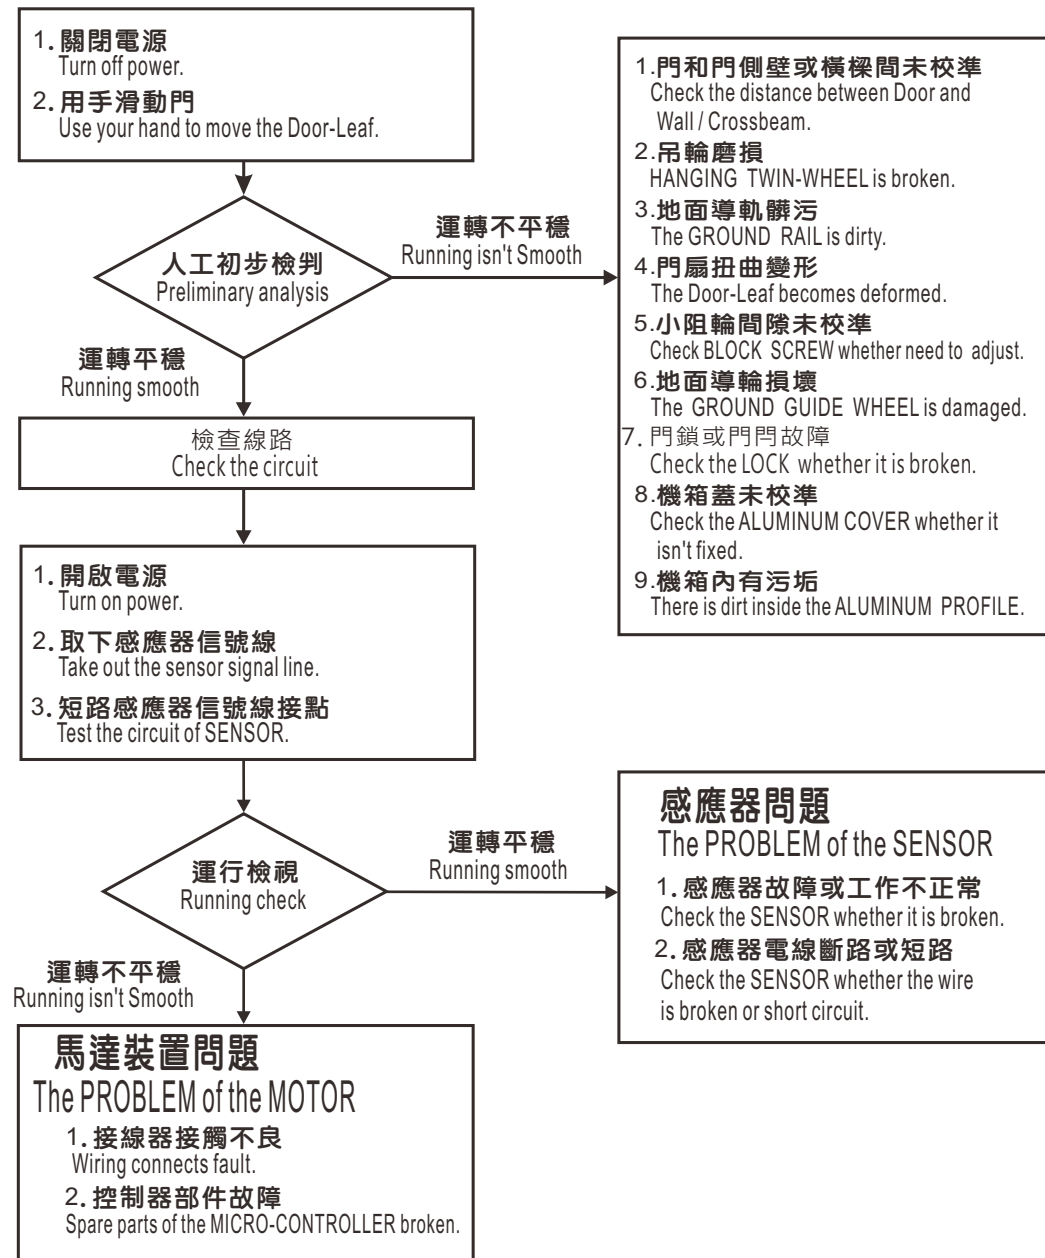 1. 關閉電源
Turn off power.
2. 用手滑動門
Use your hand to move the Door-Leaf.
人工初步檢判
Preliminary analysis
運轉不平穩
Running isn't Smooth
1.門和門側壁或橫樑間未校準
Check the distance between Door and
Wall / Crossbeam.
2.吊輪磨損
HANGING TWIN-WHEEL is broken.
3.地面導軌髒污
The GROUND RAIL is dirty.
4.門扇扭曲變形
The Door-Leaf becomes deformed.
5.小阻輪間隙未校準
Check BLOCK SCREW whether need to adjust.
6.地面導輪損壞
The GROUND GUIDE WHEEL is damaged.
7. 門鎖或門閂故障
Check the LOCK whether it is broken.
8.機箱蓋未校準
Check the ALUMINUM COVER whether it
isn't fixed.
9.機箱內有污垢
There is dirt inside the ALUMINUM PROFILE.
運轉平穩
Running smooth
檢查線路
Check the circuit
1. 開啟電源
Turn on power.
2. 取下感應器信號線
Take out the sensor signal line.
3. 短路感應器信號線接點
Test the circuit of SENSOR.
運行檢視
Running check
運轉平穩
Running smooth
感應器問題
The PROBLEM of the SENSOR
1. 感應器故障或工作不正常
Check the SENSOR whether it is broken.
2. 感應器電線斷路或短路
Check the SENSOR whether the wire
is broken or short circuit.
運轉不平穩
Running isn't Smooth
馬達裝置問題
The PROBLEM of the MOTOR
1. 接線器接觸不良
Wiring connects fault.
2. 控制器部件故障
Spare parts of the MICRO-CONTROLLER broken.